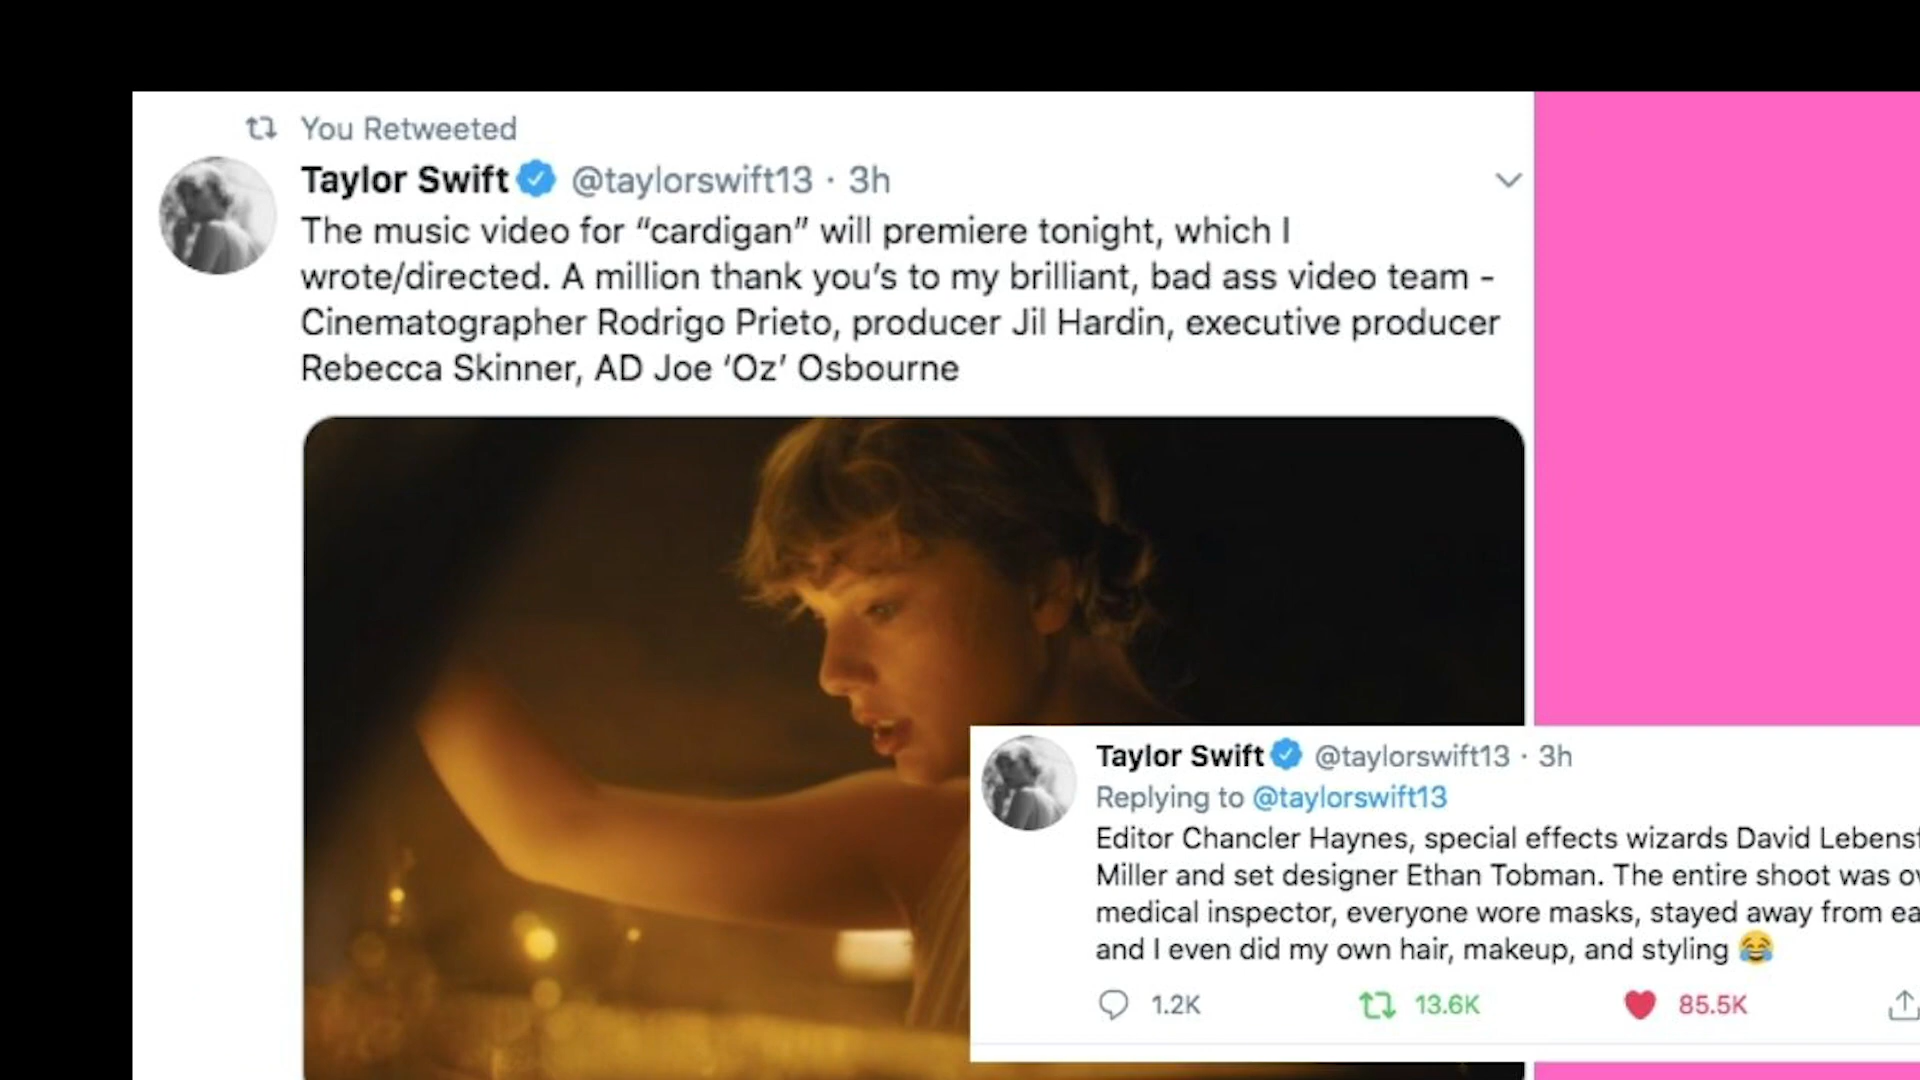 You Retweeted
Taylor Swift @taylorswift13 · 3h
The music video for “cardigan” will premiere tonight, which I
wrote/directed. A million thank you’s to my brilliant, bad ass video team -
Cinematographer Rodrigo Prieto, producer Jil Hardin, executive producer
Rebecca Skinner, AD Joe ‘Oz’ Osbourne
Taylor Swift @taylorswift13 · 3h
Replying to @taylorswift13
Editor Chancler Haynes, special effects wizards David
Miller and set designer Ethan Tobman. The entire shoot was
medical inspector, everyone wore masks, stayed away from
and I even did my own hair, makeup, and styling 😂
1.2K 13.6K 85.5K